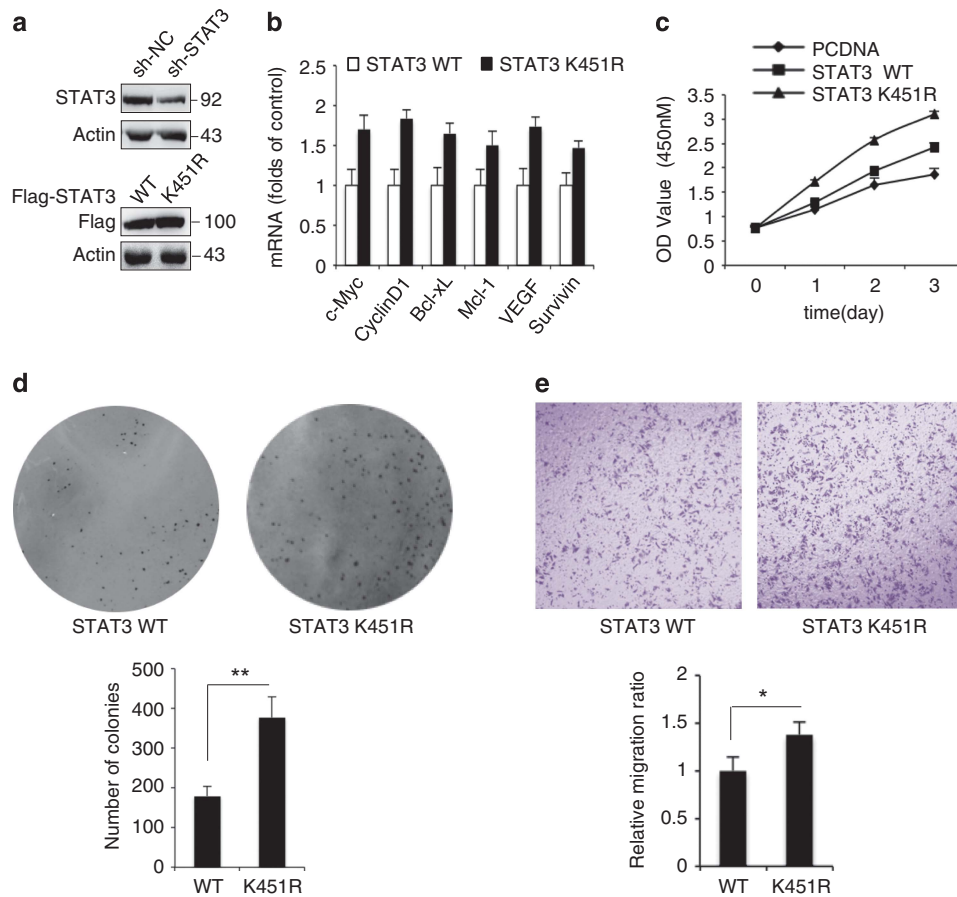 a
sh-NC
sh-STAT3
STAT3
92
Actin
43
Flag-STAT3
WT
K451R
Flag
100
Actin
43
b
STAT3 WT
STAT3 K451R
mRNA (folds of control)
2.5
2
1.5
1
0.5
0
c-Myc
CyclinD1
Bcl-xL
Mcl-1
VEGF
Survivin
c
PCDNA
STAT3 WT
STAT3 K451R
OD Value (450nM)
3.5
3
2.5
2
1.5
1
0.5
0
0 1 2 3
time(day)
d
STAT3 WT
STAT3 K451R
Number of colonies
500
400
300
200
100
0
**
WT K451R
e
STAT3 WT
STAT3 K451R
Relative migration ratio
2
1.5
1
0.5
0
*
WT K451R